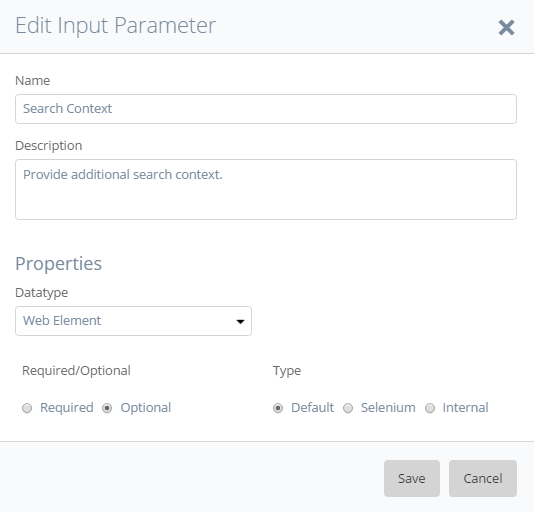 Edit Input Parameter
Name
Search Context
Description
Provide additional search context.
Properties
Datatype
Web Element
Required/Optional Type
Required Optional Default Selenium Internal
Save Cancel